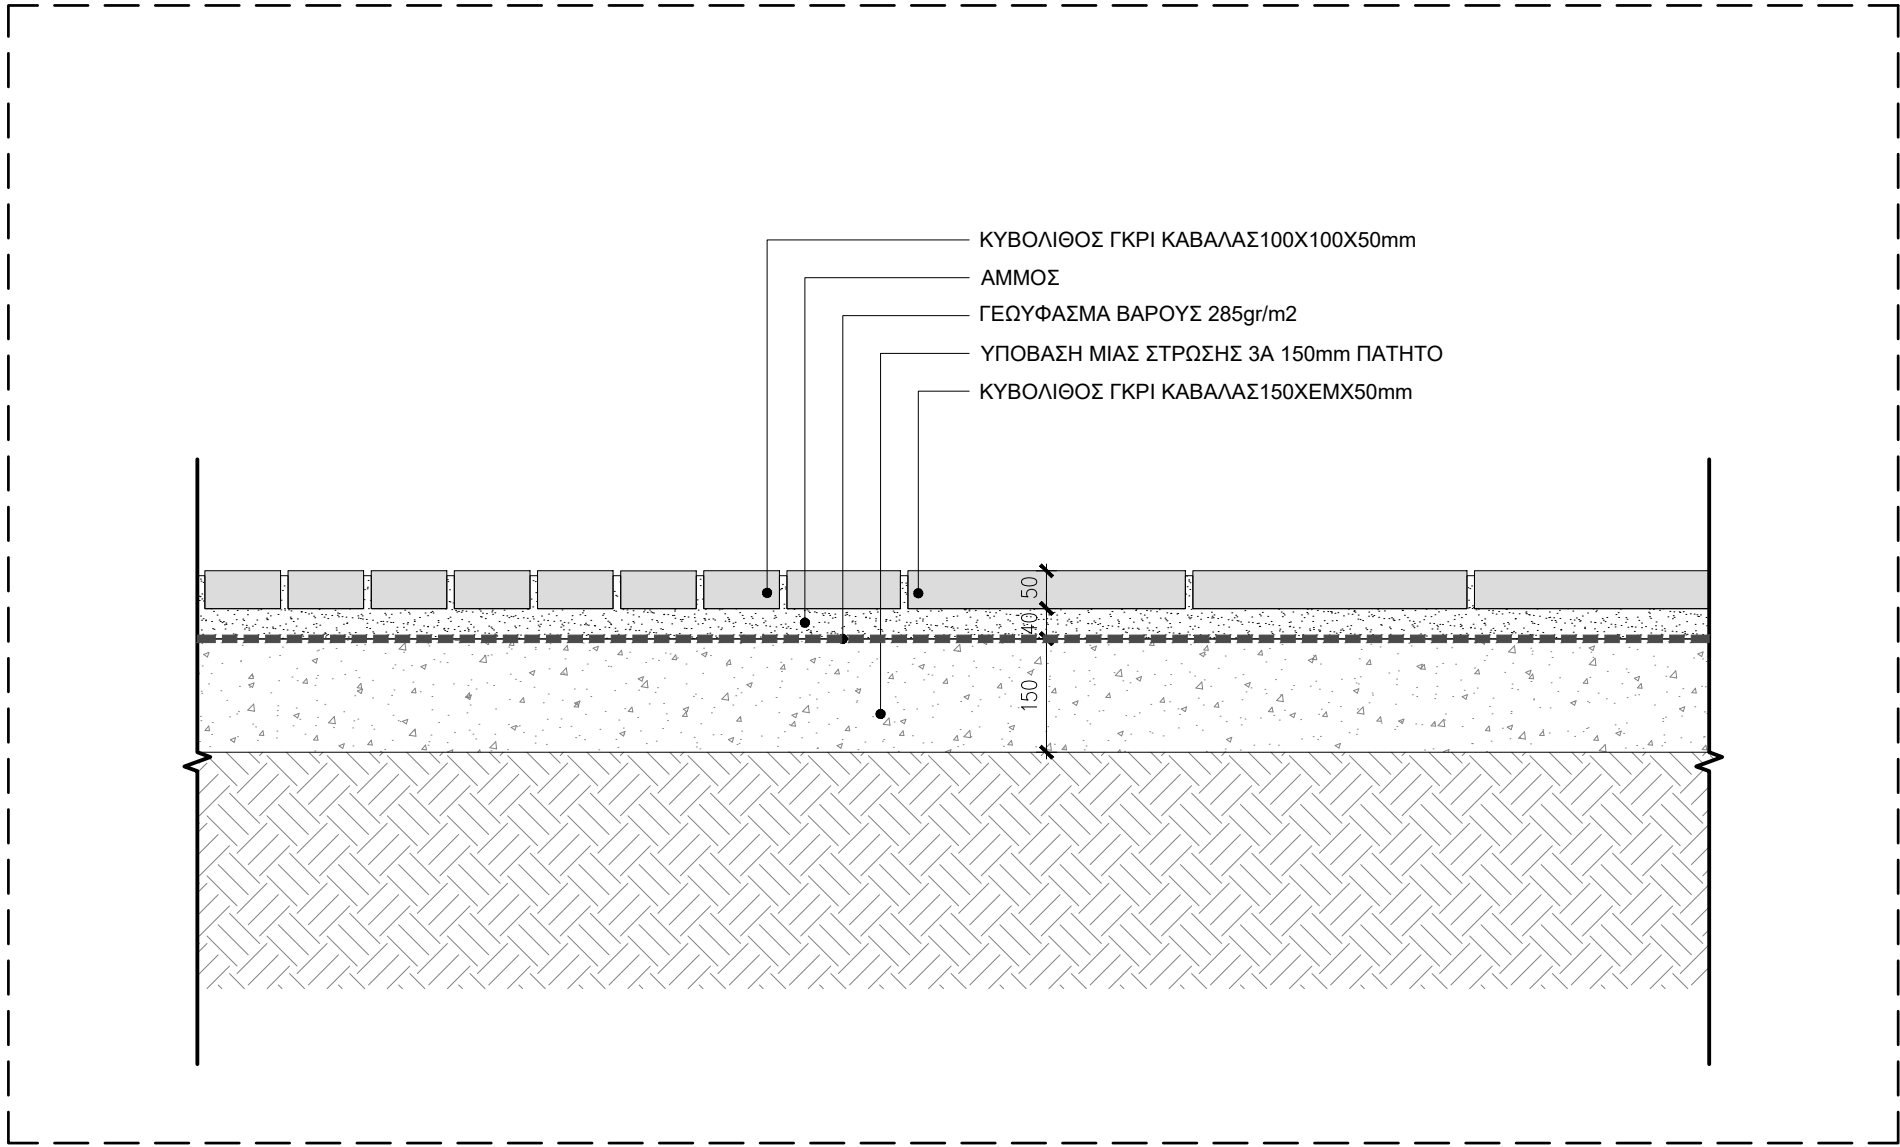 ΚΥΒΟΛΙΘΟΣ ΓΚΡΙ ΚΑΒΑΛΑΣ100Χ100Χ50mm
ΑΜΜΟΣ
ΓΕΩΥΦΑΣΜΑ ΒΑΡΟΥΣ 285gr/m2
ΥΠΟΒΑΣΗ ΜΙΑΣ ΣΤΡΩΣΗΣ 3Α 150mm ΠΑΤΗΤΟ
ΚΥΒΟΛΙΘΟΣ ΓΚΡΙ ΚΑΒΑΛΑΣ150ΧΕΜΧ50mm
50
40
150